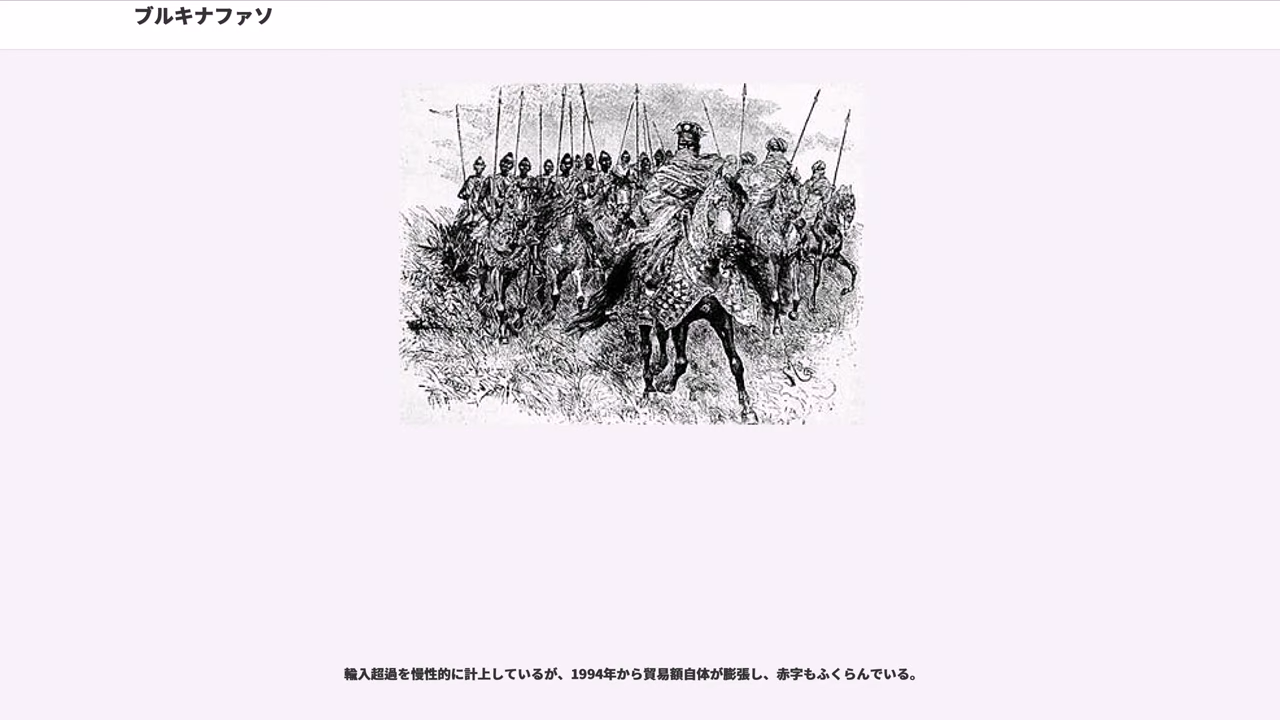 ブルキナファソ
輸入超過を慢性的に計上しているが、1994年から貿易額自体が膨張し、赤字もふくらんでいる。